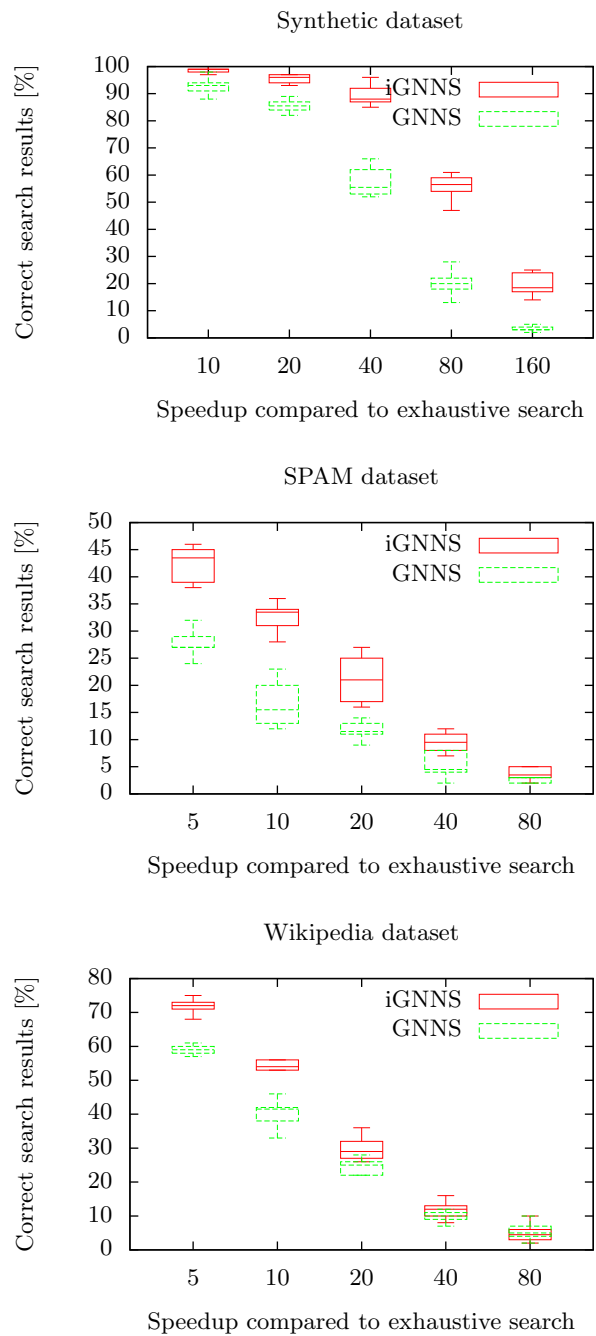 Synthetic dataset
Correct search results [%]
100
90
80
70
60
50
40
30
20
10
0
iGNNS
GNNS
10 20 40 80 160
Speedup compared to exhaustive search
SPAM dataset
Correct search results [%]
50
45
40
35
30
25
20
15
10
5
0
iGNNS
GNNS
5 10 20 40 80
Speedup compared to exhaustive search
Wikipedia dataset
Correct search results [%]
80
70
60
50
40
30
20
10
0
iGNNS
GNNS
5 10 20 40 80
Speedup compared to exhaustive search